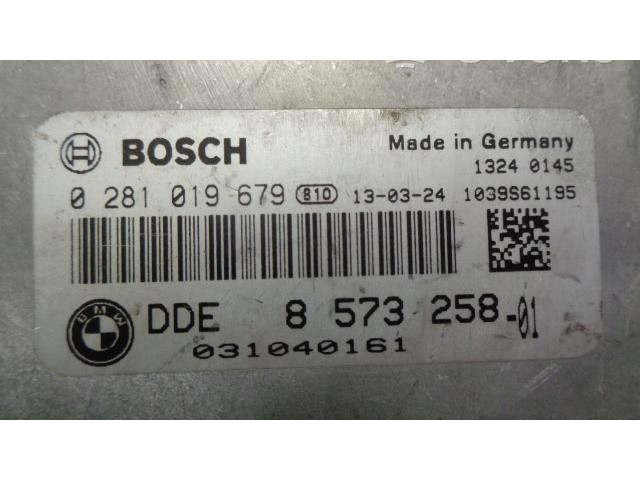 BOSCH Made in Germany
1324 0145
0 281 019 679 810 13-03-24 1039S61195
BMW DDE 8 573 258-01
031040161